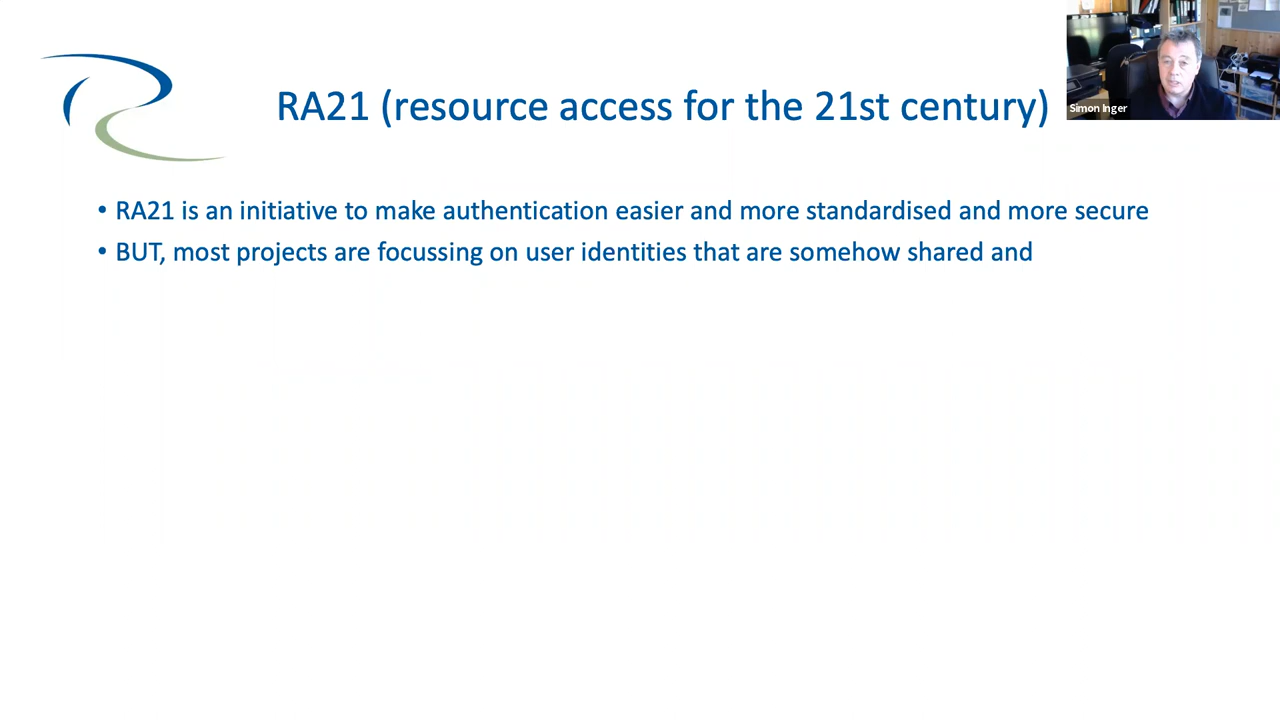 RA21 (resource access for the 21st century)
Simon Inger
• RA21 is an initiative to make authentication easier and more standardised and more secure
• BUT, most projects are focussing on user identities that are somehow shared and